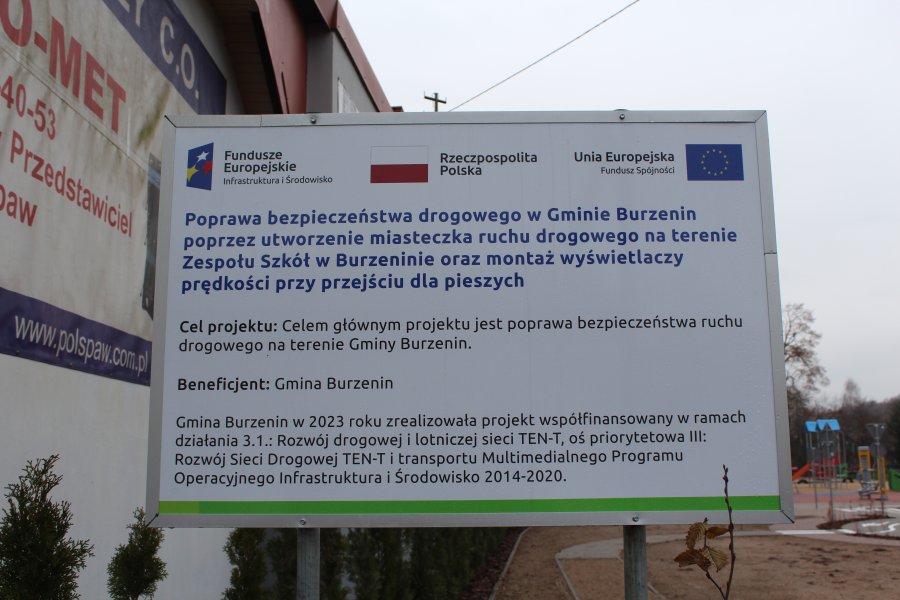 EY C.O.
O-MET
-40-53
Przedstawiciel
paw
www.polspaw.com.pl
Fundusze
Europejskie
Infrastruktura i Środowisko
Rzeczpospolita
Polska
Unia Europejska
Fundusz Spójności
Poprawa bezpieczeństwa drogowego w Gminie Burzenin
poprzez utworzenie miasteczka ruchu drogowego na terenie
Zespołu Szkół w Burzeninie oraz montaż wyświetlaczy
prędkości przy przejściu dla pieszych
Cel projektu: Celem głównym projektu jest poprawa bezpieczeństwa ruchu
drogowego na terenie Gminy Burzenin.
Beneficjent: Gmina Burzenin
Gmina Burzenin w 2023 roku zrealizowała projekt współfinansowany w ramach
działania 3.1.: Rozwój drogowej i lotniczej sieci TEN-T, oś priorytetowa III:
Rozwój Sieci Drogowej TEN-T i transportu Multimedialnego Programu
Operacyjnego Infrastruktura i Środowisko 2014-2020.